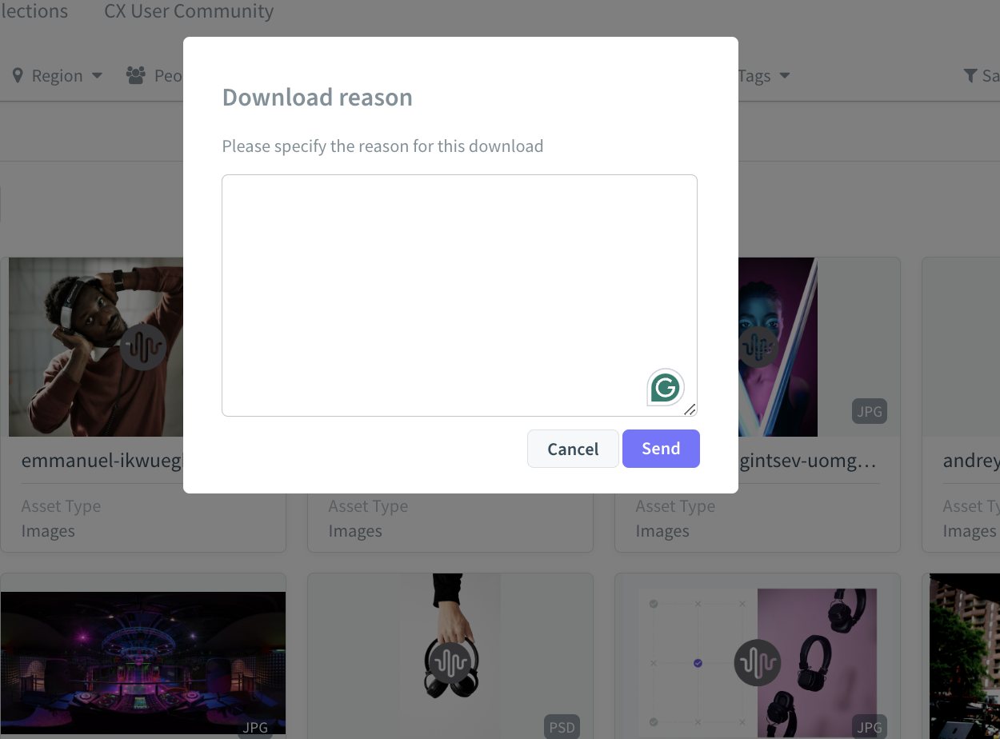 lections CX User Community
Region Peo Tags Sa
Download reason
Please specify the reason for this download
Cancel Send
emmanuel-ikwueg gintsev-uomg… andrey
Asset Type Asset Type Asset Type Asset Ty
Images Images Images Images
JPG
JPG PSD JPG